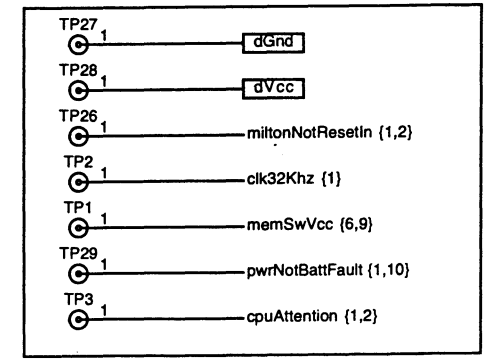 TP27
1 dGnd
TP28
1 dVcc
TP26
1 miltonNotResetIn {1,2}
TP2
1 clk32Khz {1}
TP1
1 memSwVcc {6,9}
TP29
1 pwrNotBattFault {1,10}
TP3
1 cpuAttention {1,2}